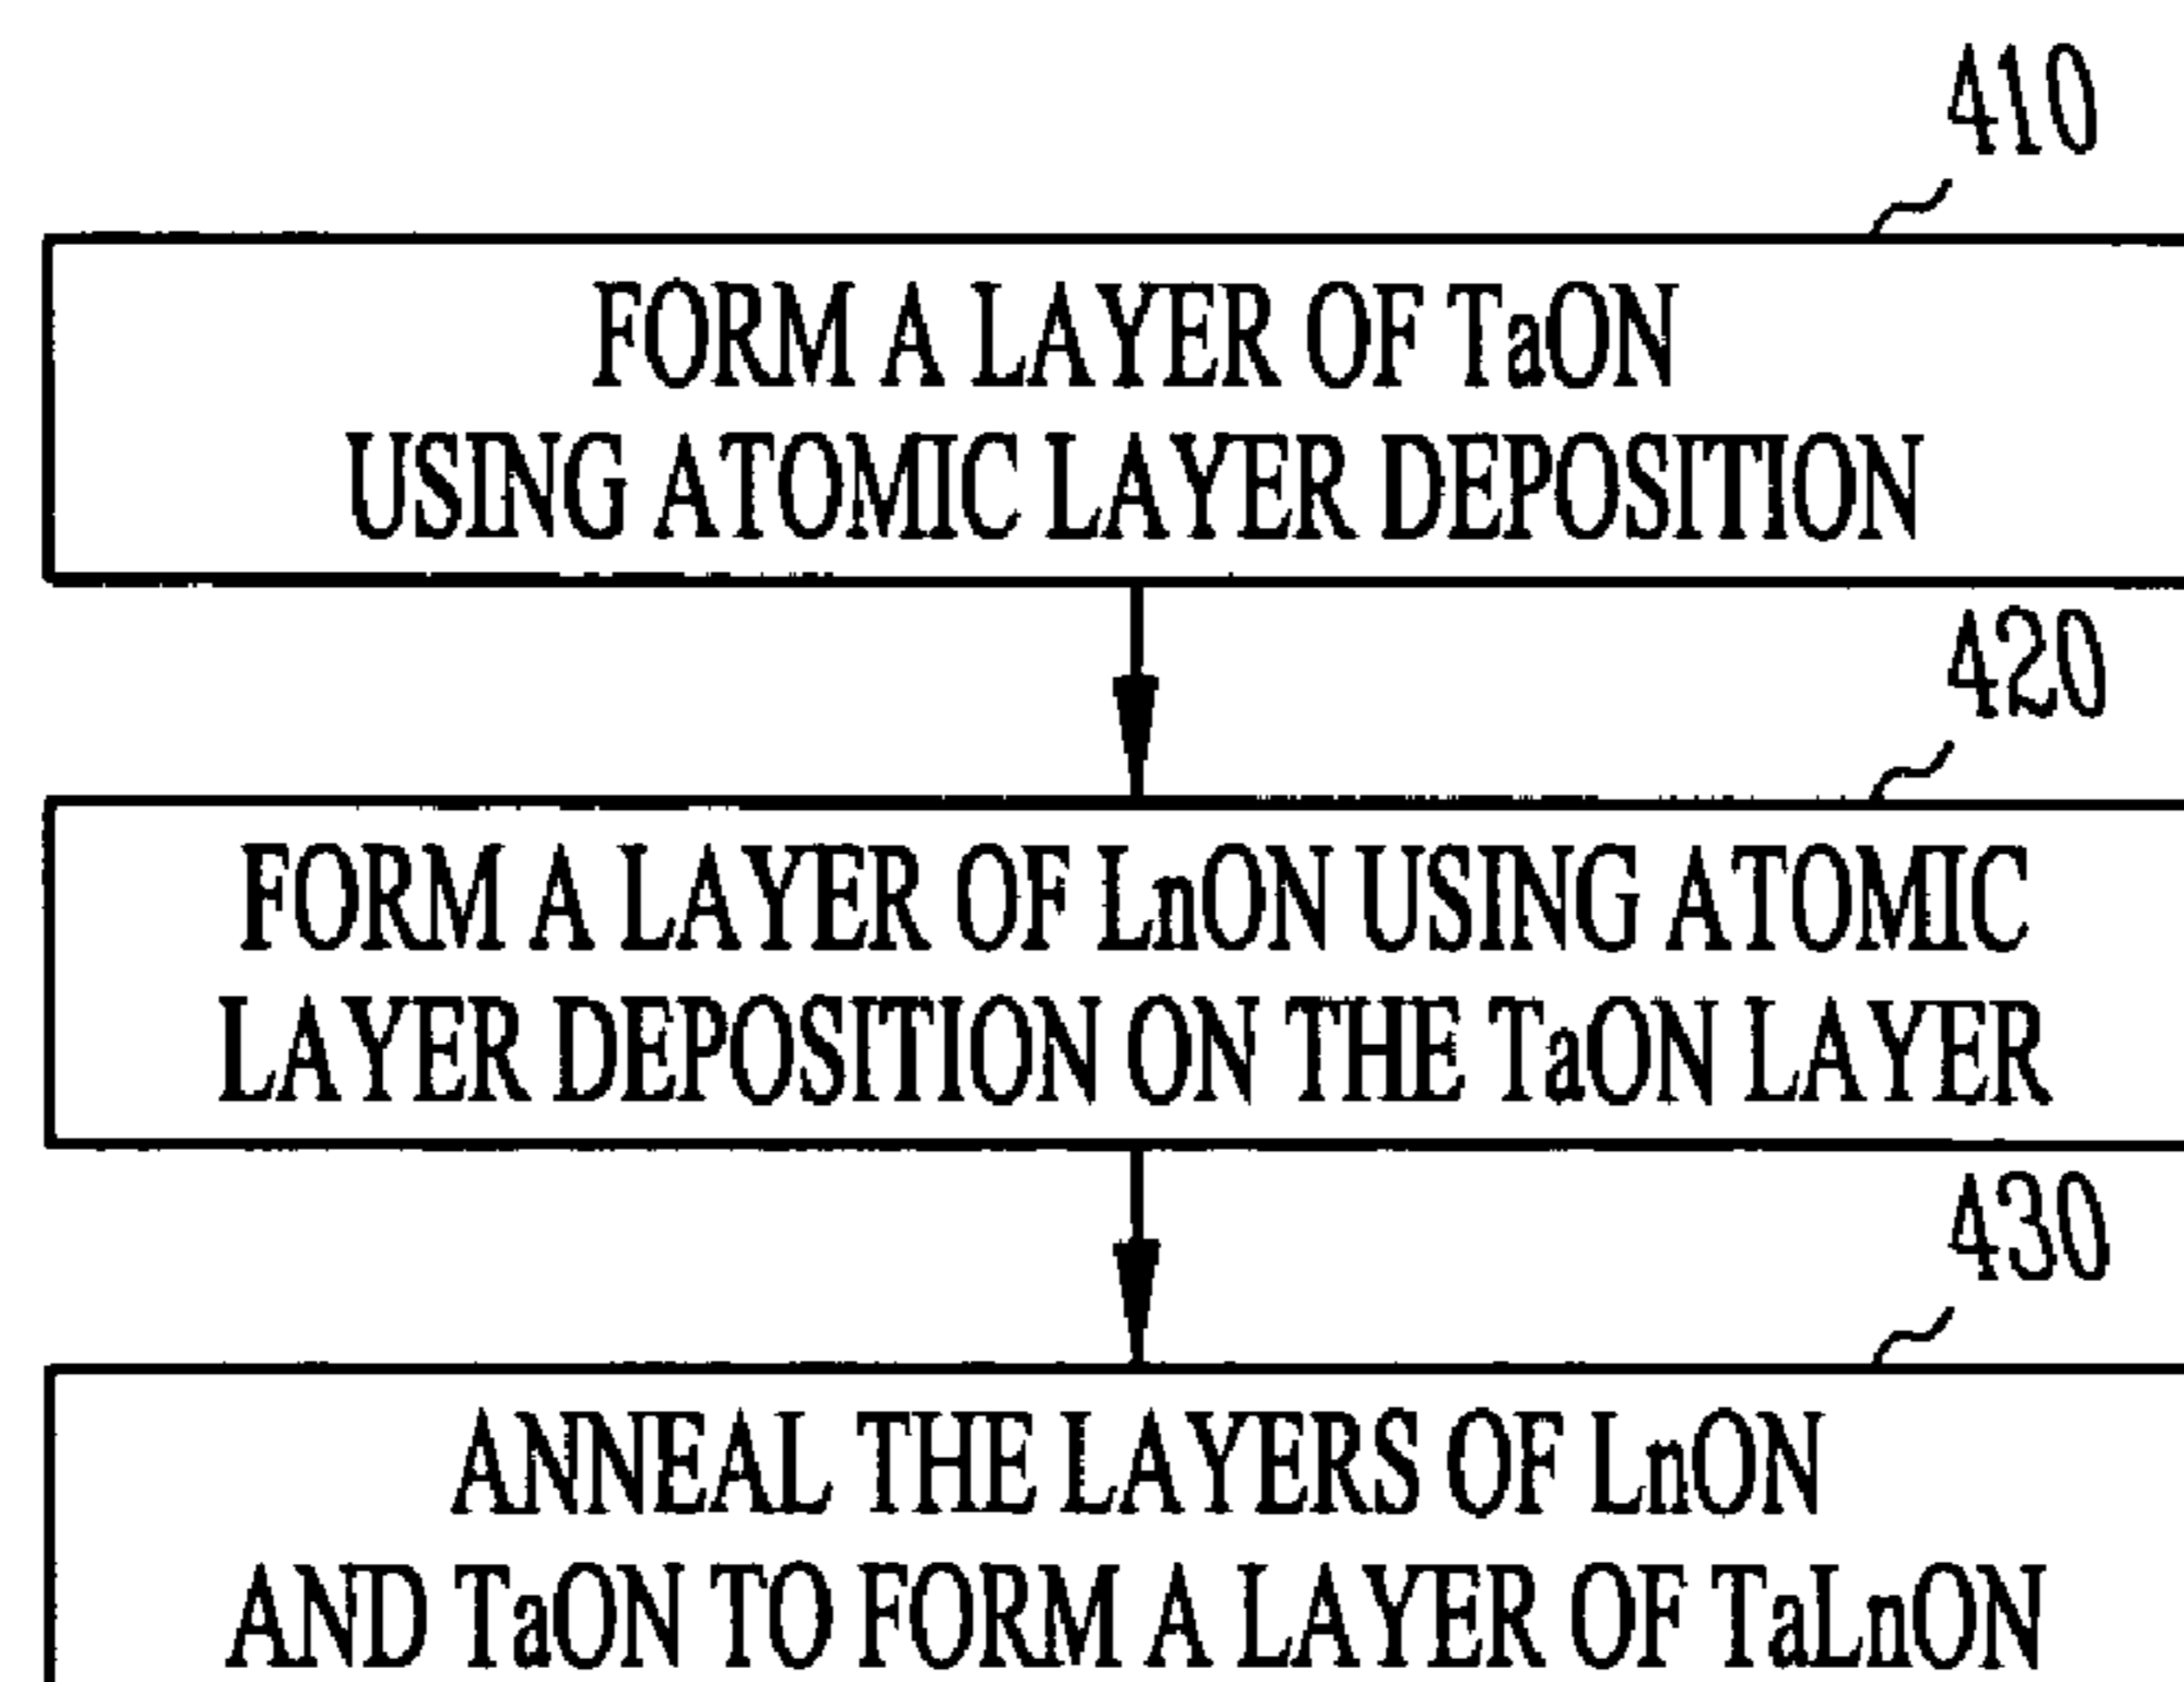 410
FORM A LAYER OF TaON
USING ATOMIC LAYER DEPOSITION
420
FORM A LAYER OF LnON USING ATOMIC
LAYER DEPOSITION ON THE TaON LAYER
430
ANNEAL THE LAYERS OF LnON
AND TaON TO FORM A LAYER OF TaLnON